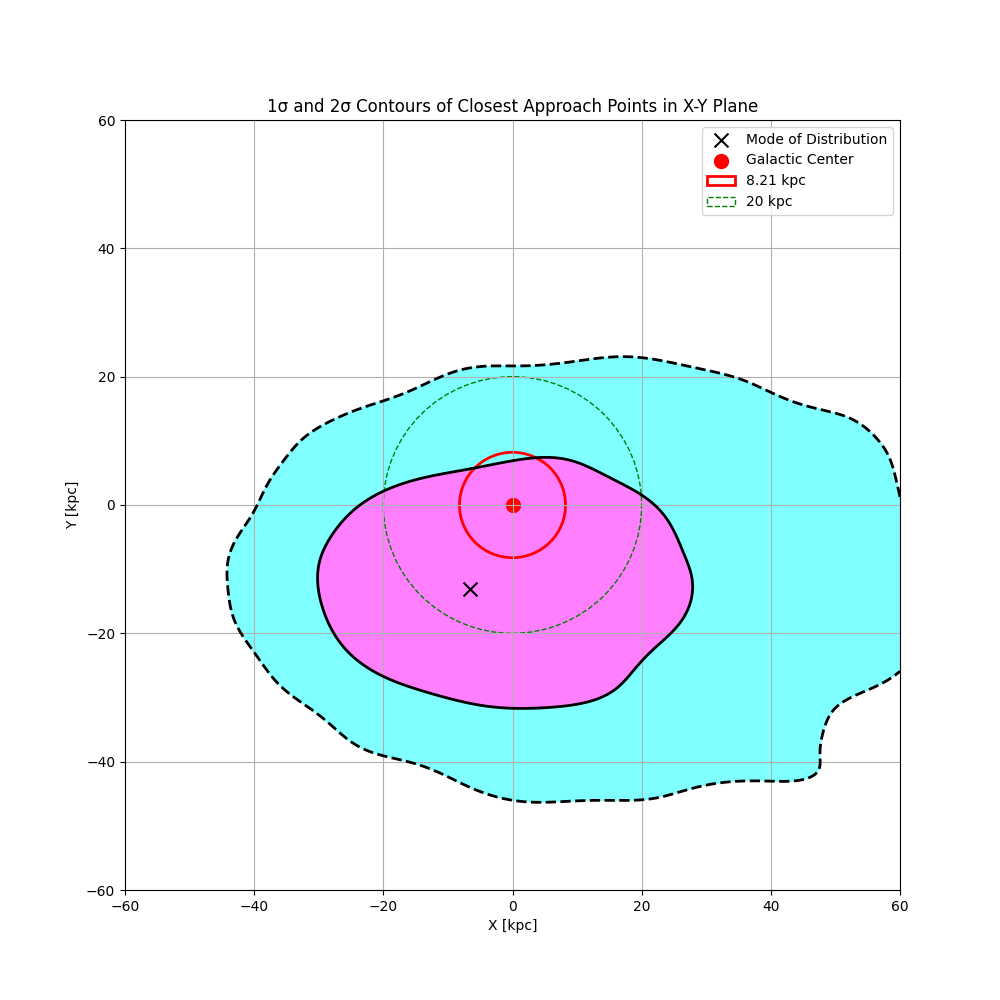 1σ and 2σ Contours of Closest Approach Points in X-Y Plane
Mode of Distribution
Galactic Center
8.21 kpc
20 kpc
60
40
20
0
−20
−40
−60
Y [kpc]
−60 −40 −20 0 20 40 60
X [kpc]